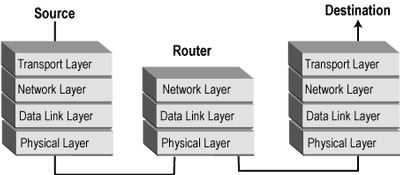 Source
Transport Layer
Network Layer
Data Link Layer
Physical Layer
Router
Network Layer
Data Link Layer
Physical Layer
Destination
Transport Layer
Network Layer
Data Link Layer
Physical Layer